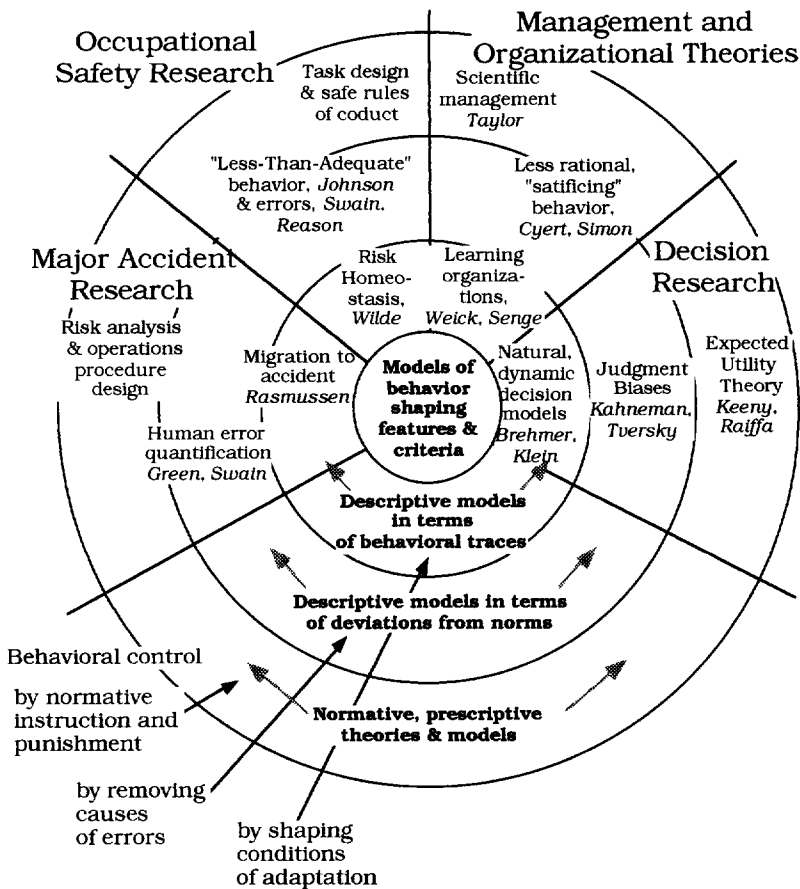 Occupational
Safety Research
Management and
Organizational Theories
Task design
& safe rules
of coduct
Scientific
management
Taylor
"Less-Than-Adequate"
behavior, Johnson
& errors, Swain.
Reason
Less rational,
"satificing"
behavior,
Cyert, Simon
Major Accident
Research
Risk analysis
& operations
procedure
design
Risk
Homeo-
stasis,
Wilde
Learning
organiza-
tions,
Weick, Senge
Decision
Research
Migration to
accident
Rasmussen
Human error
quantification
Green, Swain
Models of
behavior
shaping
features &
criteria
Natural,
dynamic
decision
models
Brehmer,
Klein
Judgment
Biases
Kahneman,
Tversky
Expected
Utility
Theory
Keeny,
Raiffa
Descriptive models
in terms
of behavioral traces
Descriptive models in terms
of deviations from norms
Normative, prescriptive
theories & models
Behavioral control
by normative
instruction and
punishment
by removing
causes
of errors
by shaping
conditions
of adaptation